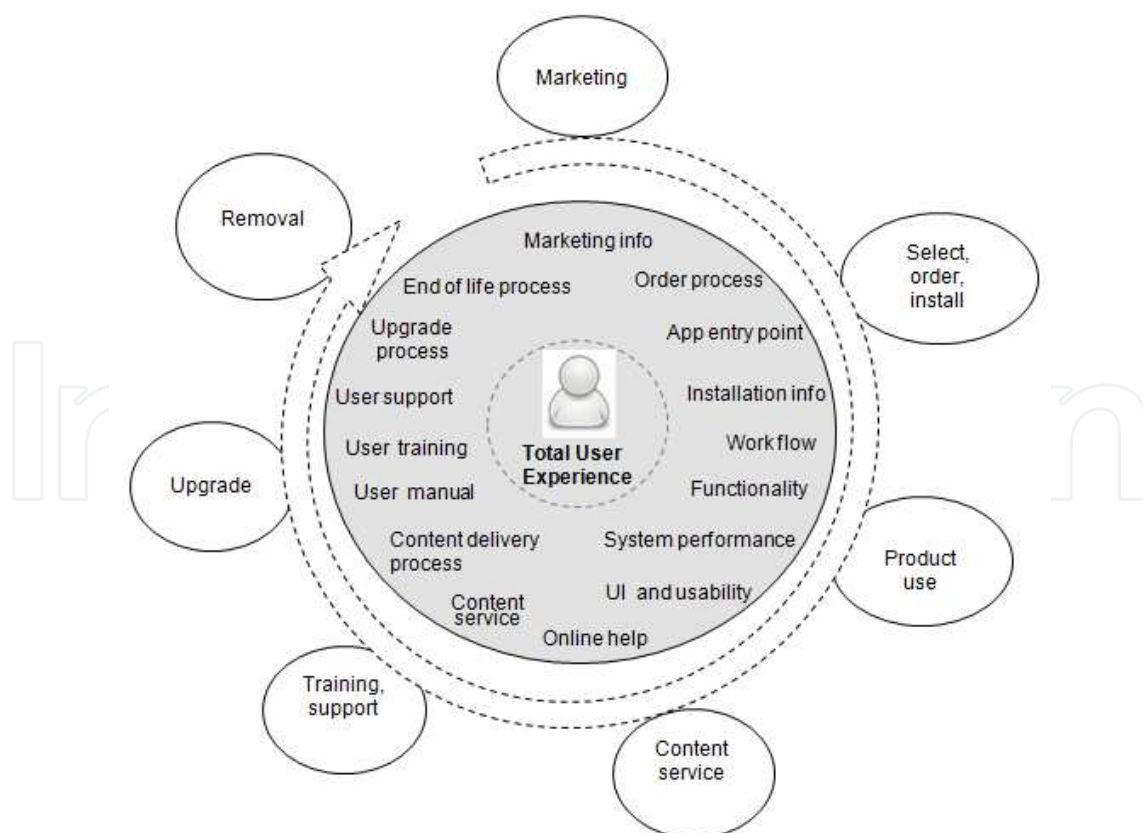 Marketing
Removal
Select,
order,
install
Marketing info
End of life process
Order process
Upgrade
process
App entry point
User support
Installation info
User training
Work flow
Total User
Experience
User manual
Functionality
Upgrade
Content delivery
process
System performance
Product
use
UI and usability
Content
service
Online help
Training,
support
Content
service